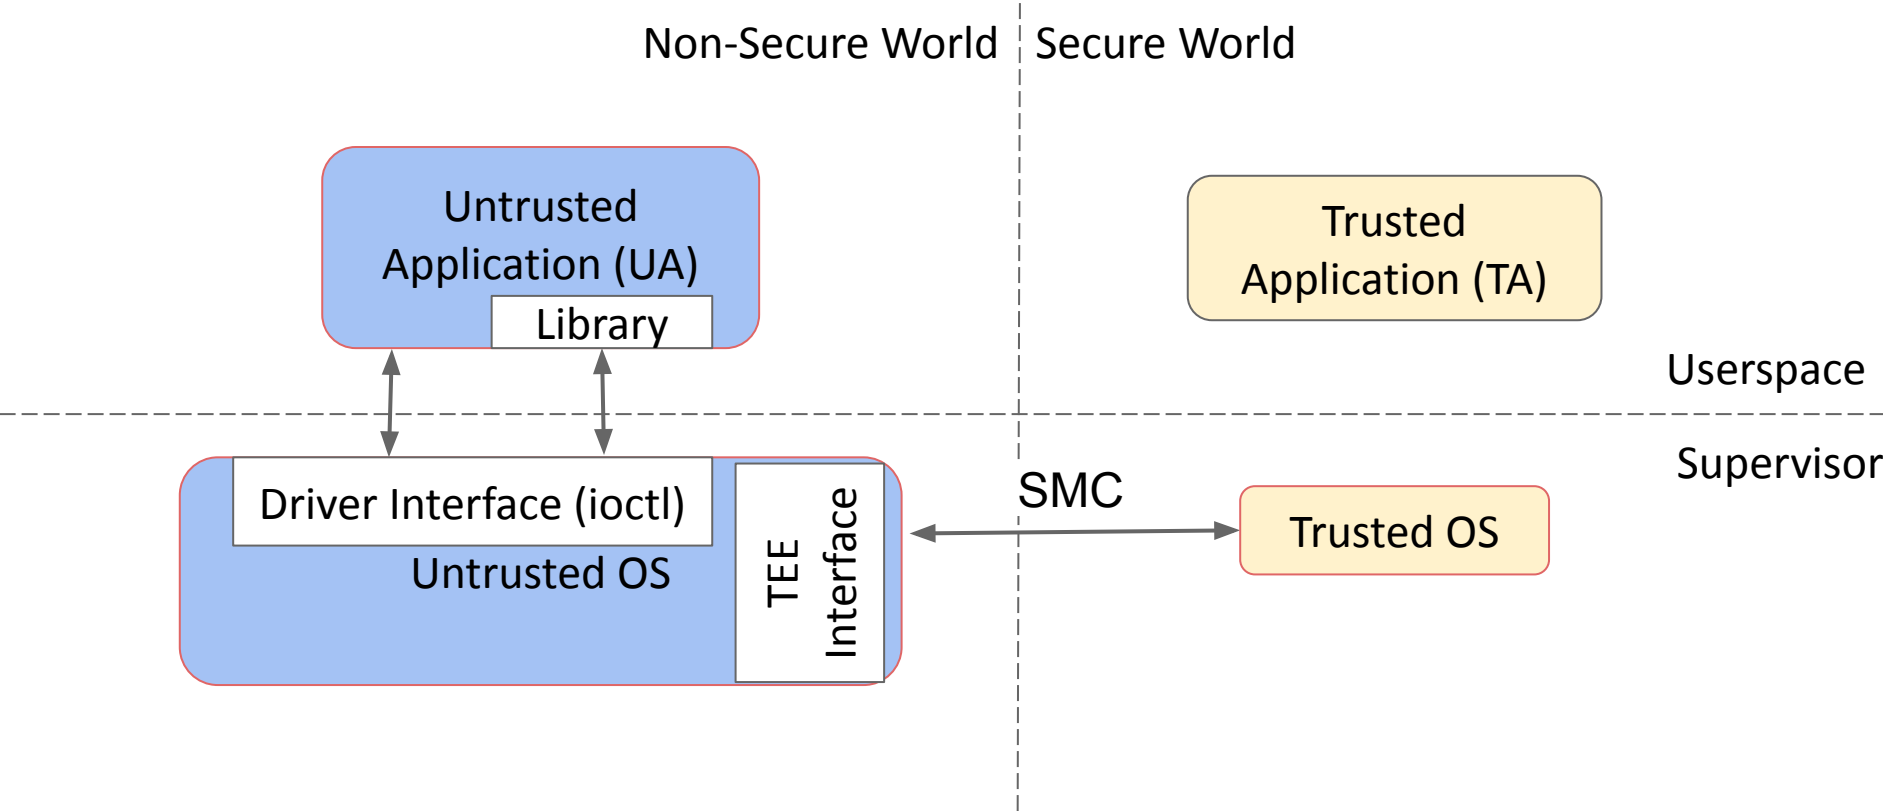 Non-Secure World
Secure World
Untrusted
Application (UA)
Library
Trusted
Application (TA)
Userspace
Supervisor
Driver Interface (ioctl)
Untrusted OS
TEE
Interface
SMC
Trusted OS